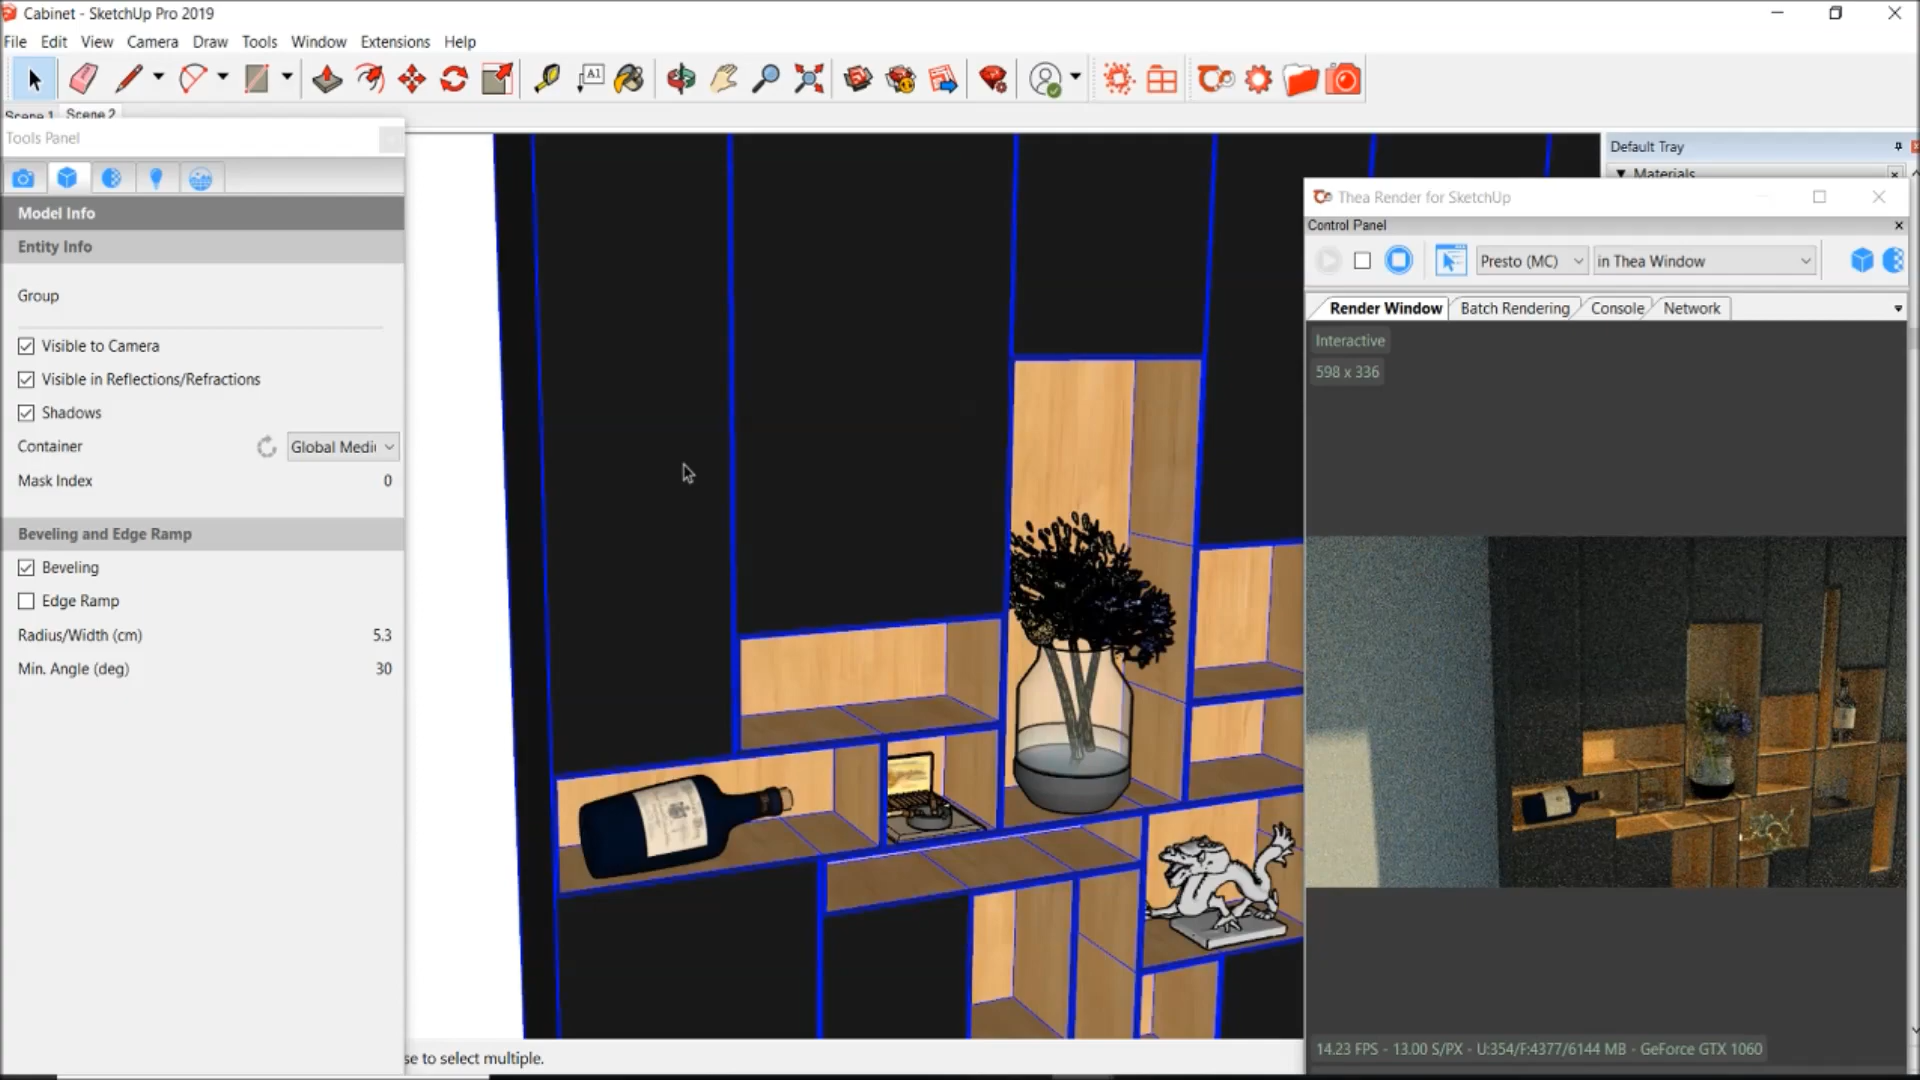 Cabinet - SketchUp Pro 2019
File Edit View Camera Draw Tools Window Extensions Help
A1
Scene 1 Scene 2
Tools Panel
Model Info
Entity Info
Group
Visible to Camera
Visible in Reflections/Refractions
Shadows
Container Global Medi
Mask Index 0
Beveling and Edge Ramp
Beveling
Edge Ramp
Radius/Width (cm) 5.3
Min. Angle (deg) 30
se to select multiple.
Default Tray
Materials
Thea Render for SketchUp
Control Panel
Presto (MC) in Thea Window
Render Window Batch Rendering Console Network
Interactive
598 x 336
14.23 FPS - 13.00 S/PX - U:354/F:4377/6144 MB - GeForce GTX 1060